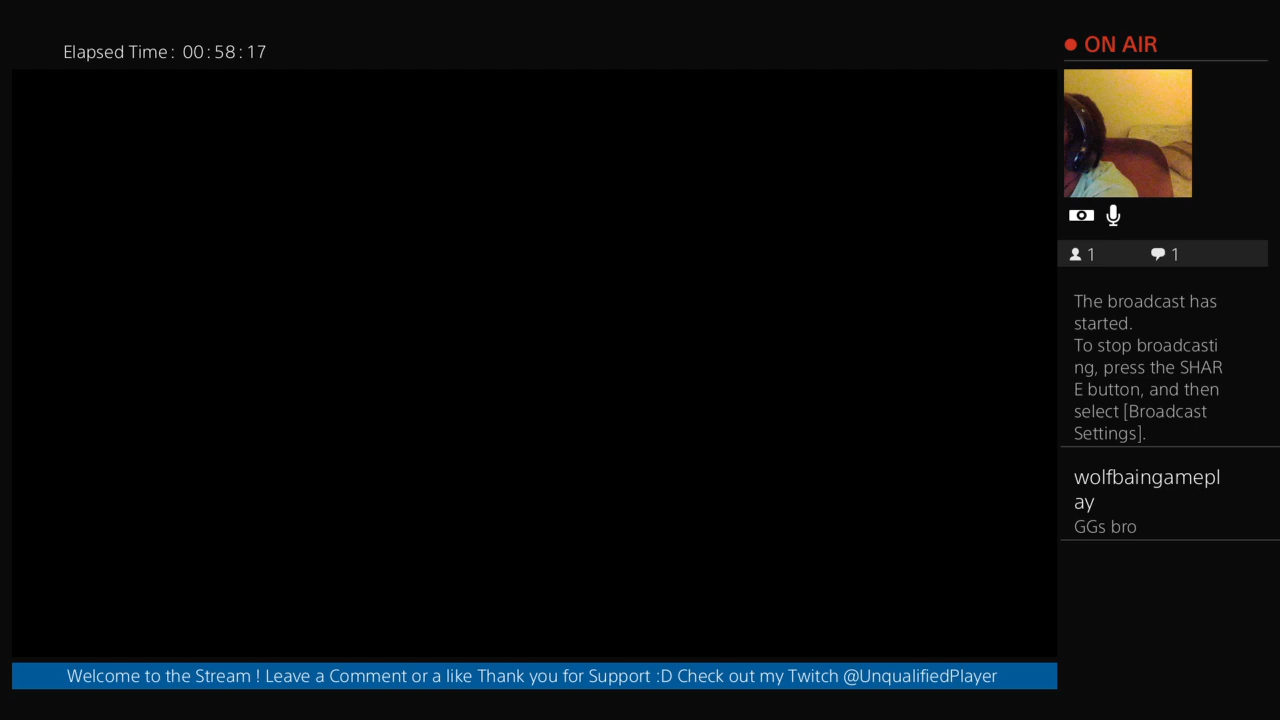 Elapsed Time: 00:58:17
ON AIR
1 1
The broadcast has
started.
To stop broadcasti
ng, press the SHAR
E button, and then
select [Broadcast
Settings].
wolfbaingamepl
ay
GGs bro
Welcome to the Stream ! Leave a Comment or a like Thank you for Support :D Check out my Twitch @UnqualifiedPlayer